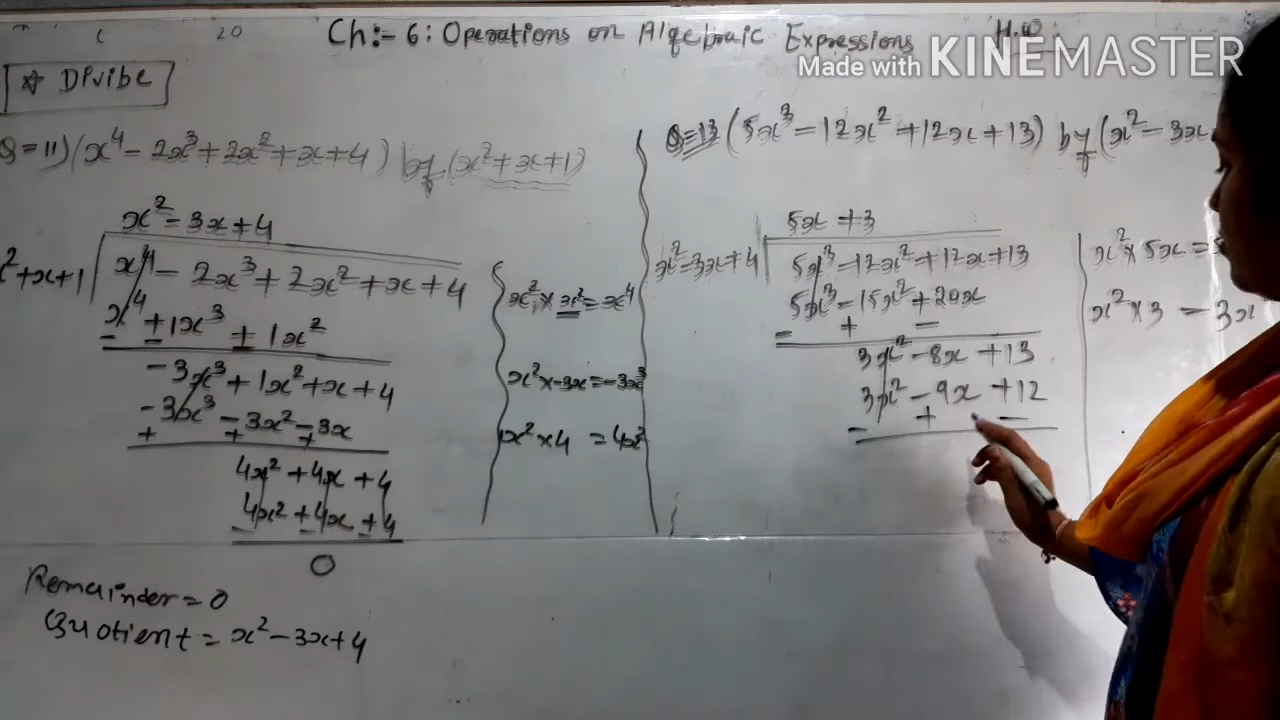 20
Ch:- 6: Operations on Algebraic Expressions H.W:
Made with KINEMASTER
☆ Divide
Q=11) (x⁴ - 2x³ + 2x² + x + 4) by (x² + x + 1)
x² - 3x + 4
x² + x + 1 ) x⁴ - 2x³ + 2x² + x + 4
x⁴ + 1x³ + 1x²
- - -
-3x³ + 1x² + x + 4
-3x³ - 3x² - 3x
+ + +
4x² + 4x + 4
4x² + 4x + 4
- - -
0
Remainder = 0
Quotient = x² - 3x + 4
x² × x² = x⁴
x² × -3x = -3x³
x² × 4 = 4x²
Q=13 (5x³ - 12x² + 12x + 13) by (x² - 3x
5x + 3
x² - 3x + 4 ) 5x³ - 12x² + 12x + 13
5x³ - 15x² + 20x
- + -
3x² - 8x + 13
3x² - 9x + 12
- + -
x² × 5x = 5
x² × 3 - 3x